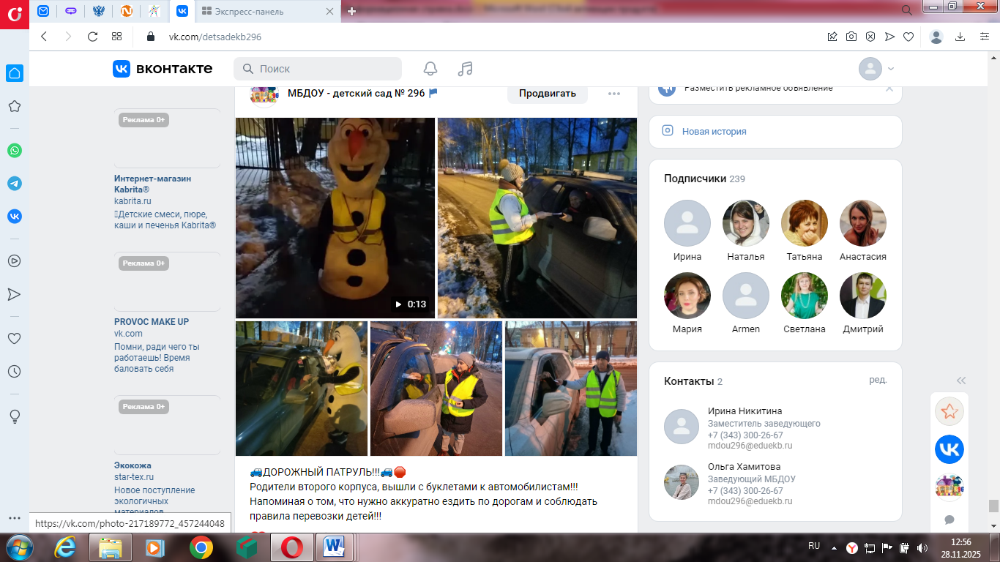 Экспресс-панель
vk.com/detsadekb296
вконтакте
Поиск
МБДОУ - детский сад № 296
Продвигать
Реклама 0+
Интернет-магазин
Kabrita®
kabrita.ru
Детские смеси, пюре,
каши и печенья Kabrita®
Реклама 0+
PROVOC MAKE UP
vk.com
Помни, ради чего ты
работаешь! Время
баловать себя
Реклама 0+
Экокожа
star-tex.ru
Новое поступление
экологичных
материалов
0:13
🚙ДОРОЖНЫЙ ПАТРУЛЬ!!!🚙🛑
Родители второго корпуса, вышли с буклетами к автомобилистам!!!
Напоминая о том, что нужно аккуратно ездить по дорогам и соблюдать
правила перевозки детей!!!
Разместить рекламное объявление
Новая история
Подписчики 239
Ирина
Наталья
Татьяна
Анастасия
Мария
Armen
Светлана
Дмитрий
Контакты 2
ред.
Ирина Никитина
Заместитель заведующего
+7 (343) 300-26-67
mdou296@eduekb.ru
Ольга Хамитова
Заведующий МБДОУ
+7 (343) 300-26-67
mdou296@eduekb.ru
https://vk.com/photo-217189772_457244048
RU
12:56
28.11.2025